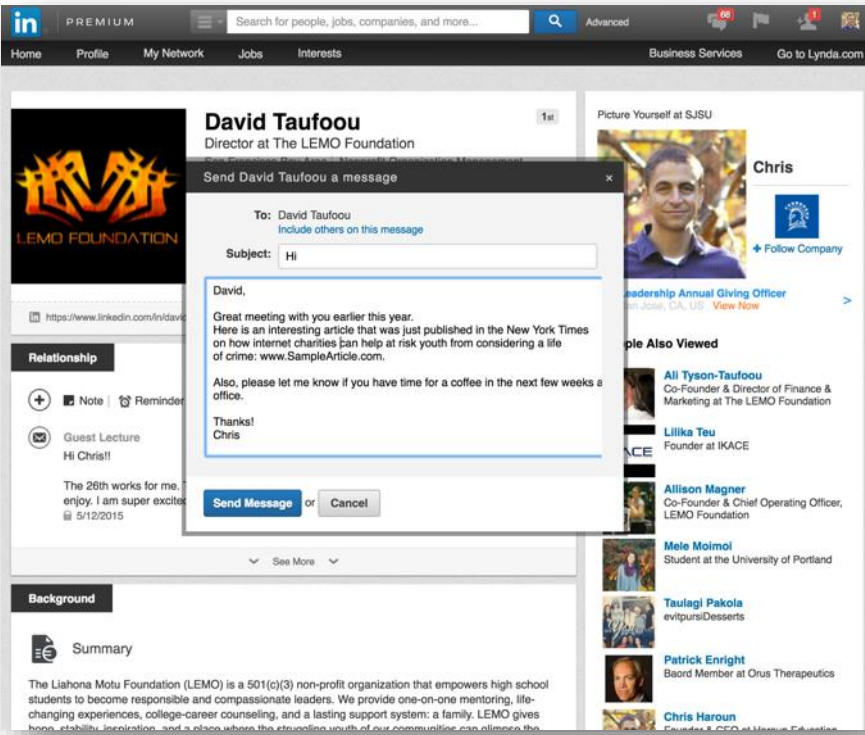 in PREMIUM Search for people, jobs, companies, and more... Advanced 68 1
Home Profile My Network Jobs Interests Business Services Go to Lynda.com
LEMO FOUNDATION
David Taufoou
1st
Director at The LEMO Foundation
https://www.linkedin.com/in/david
Send David Taufoou a message x
To: David Taufoou
Include others on this message
Subject: Hi
David,
Great meeting with you earlier this year.
Here is an interesting article that was just published in the New York Times
on how internet charities can help at risk youth from considering a life
of crime: www.SampleArticle.com.
Also, please let me know if you have time for a coffee in the next few weeks a
office.
Thanks!
Chris
Send Message or Cancel
Relationship
Note Reminder
Guest Lecture
Hi Chris!!
The 26th works for me.
enjoy. I am super excite
5/12/2015
See More
Background
Summary
The Liahona Motu Foundation (LEMO) is a 501(c)(3) non-profit organization that empowers high school
students to become responsible and compassionate leaders. We provide one-on-one mentoring, life-
changing experiences, college-career counseling, and a lasting support system: a family. LEMO gives
Picture Yourself at SJSU
Chris
+ Follow Company
eadership Annual Giving Officer
an Jose, CA, US View Now
ple Also Viewed
Ali Tyson-Taufoou
Co-Founder & Director of Finance &
Marketing at The LEMO Foundation
Lilika Teu
Founder at IKACE
ACE
Allison Magner
Co-Founder & Chief Operating Officer,
LEMO Foundation
Mele Moimoi
Student at the University of Portland
Taulagi Pakola
evitpursiDesserts
Patrick Enright
Baord Member at Orus Therapeutics
Chris Haroun